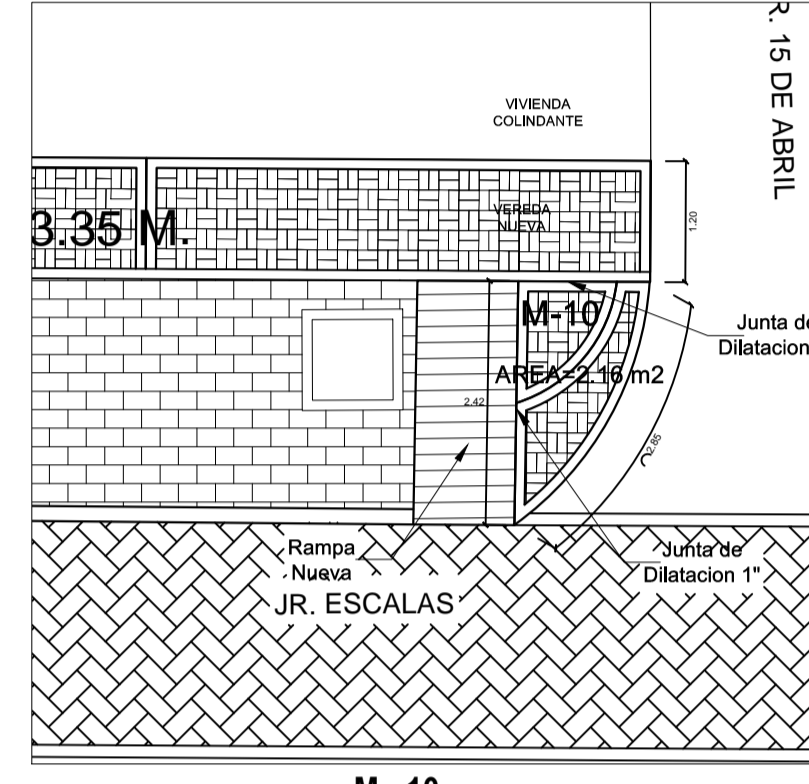 R. 15 DE ABRIL
VIVIENDA
COLINDANTE
VEREDA
NUEVA
1.20
3.35 M.
M-10
Junta de
Dilatacion
AREA=2.16 m2
2.42
2.85
Rampa
Nueva
Junta de
Dilatacion 1"
JR. ESCALAS
M - 10